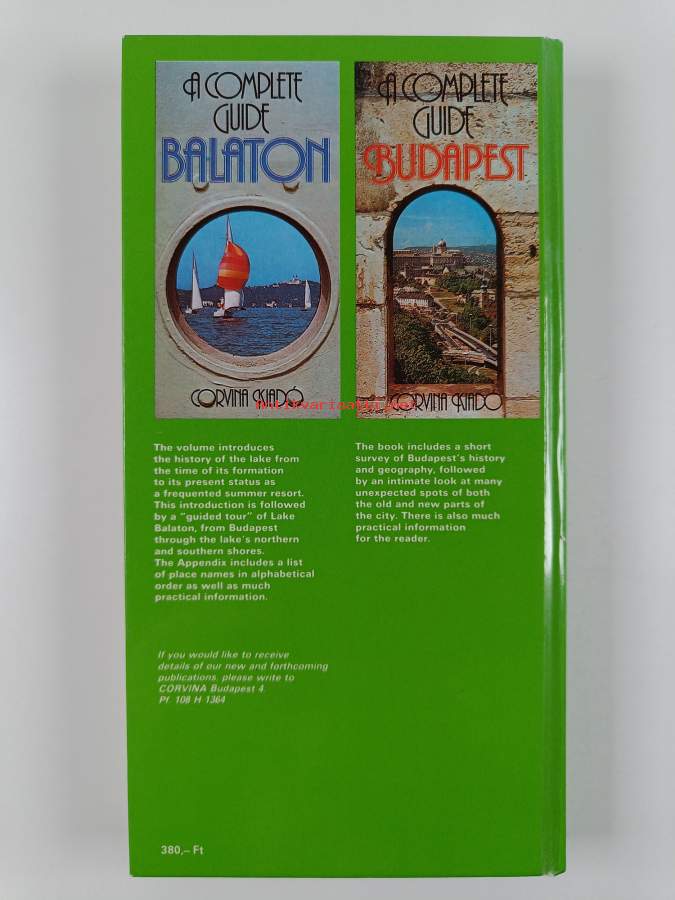 A COMPLETE
GUIDE
BALATON
CORVINA KIADÓ
A COMPLETE
GUIDE
BUDAPEST
CORVINA KIADÓ
antikvariaatti.net
The volume introduces
the history of the lake from
the time of its formation
to its present status as
a frequented summer resort.
This introduction is followed
by a "guided tour" of Lake
Balaton, from Budapest
through the lake's northern
and southern shores.
The Appendix includes a list
of place names in alphabetical
order as well as much
practical information.
The book includes a short
survey of Budapest's history
and geography, followed
by an intimate look at many
unexpected spots of both
the old and new parts of
the city. There is also much
practical information
for the reader.
If you would like to receive
details of our new and forthcoming
publications, please write to
CORVINA Budapest 4.
Pf. 108 H 1364
380,– Ft